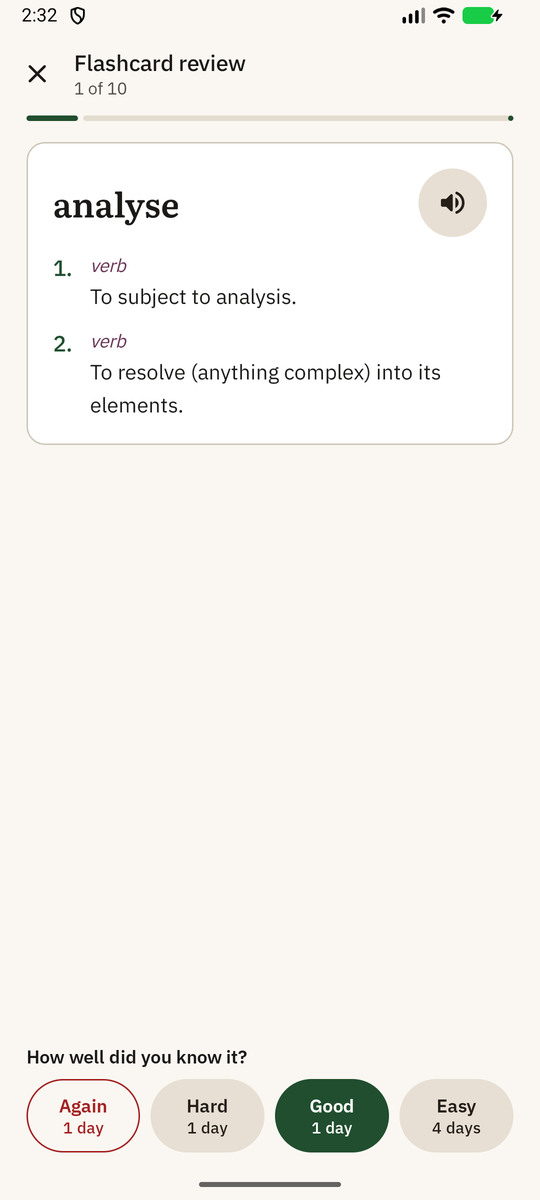 2:32
Flashcard review
1 of 10
analyse
1. verb
To subject to analysis.
2. verb
To resolve (anything complex) into its
elements.
How well did you know it?
Again Hard Good Easy
1 day 1 day 1 day 4 days